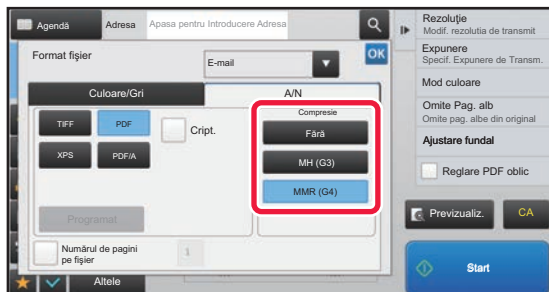 Agendă
Adresa
Apasa pentru Introducere Adresa
Format fișier
E-mail
OK
Culoare/Gri
A/N
TIFF
PDF
Cript.
XPS
PDF/A
Programat
Compresie
Fără
MH (G3)
MMR (G4)
Numărul de pagini
pe fișier
1
Altele
Rezoluţie
Modif. rezolutia de transmit
Expunere
Specif. Expunere de Transm.
Mod culoare
Omite Pag. alb
Omite pag. albe din original
Ajustare fundal
Reglare PDF oblic
Previzualiz.
CA
Start